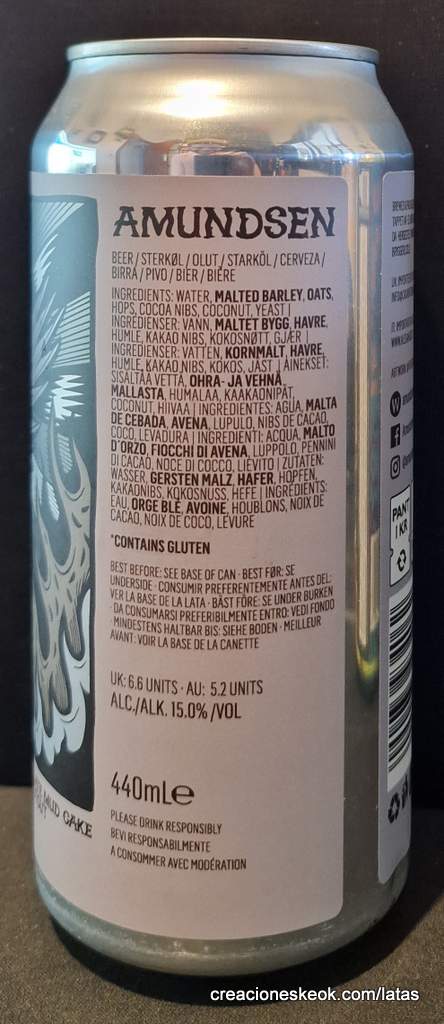 AMUNDSEN
BEER / STERKØL / OLUT / STARKÖL / CERVEZA /
BIRRA / PIVO / BIER / BIÈRE
INGREDIENTS: WATER, MALTED BARLEY, OATS,
HOPS, COCOA NIBS, COCONUT, YEAST |
INGREDIENSER: VANN, MALTET BYGG, HAVRE,
HUMLE, KAKAO NIBS, KOKOSNØTT, GJÆR |
INGREDIENSER: VATTEN, KORNMALT, HAVRE,
HUMLE, KAKAO NIBS, KOKOS, JÄST | AINEKSET:
SISÄLTÄÄ VETTÄ, OHRA- JA VEHNÄ,
MALLASTA, HUMALAA, KAAKAONIPAT,
COCONUT, HIIVAA | INGREDIENTES: AGUA, MALTA
DE CEBADA, AVENA, LÚPULO, NIBS DE CACAO,
COCO, LEVADURA | INGREDIENTI: ACQUA, MALTO
D'ORZO, FIOCCHI DI AVENA, LUPPOLO, PENNINI
DI CACAO, NOCE DI COCCO, LIEVITO | ZUTATEN:
WASSER, GERSTEN MALZ, HAFER, HOPFEN,
KAKAONIBS, KOKOSNUSS, HEFE | INGRÉDIENTS:
EAU, ORGE BLÉ, AVOINE, HOUBLONS, NOIX DE
CACAO, NOIX DE COCO, LEVURE
*CONTAINS GLUTEN
BEST BEFORE: SEE BASE OF CAN · BEST FØR: SE
UNDERSIDE · CONSUMIR PREFERENTEMENTE ANTES DEL:
VER LA BASE DE LA LATA · BÄST FÖRE: SE UNDER BURKEN
· DA CONSUMARSI PREFERIBILMENTE ENTRO: VEDI FONDO
· MINDESTENS HALTBAR BIS: SIEHE BODEN · MEILLEUR
AVANT: VOIR LA BASE DE LA CANETTE
UK: 6.6 UNITS · AU: 5.2 UNITS
ALC./ALK. 15.0% /VOL
440mLe
PLEASE DRINK RESPONSIBLY
BEVI RESPONSABILMENTE
A CONSOMMER AVEC MODÉRATION
MUD CAKE
PANT
1 KR
creacioneskeok.com/latas